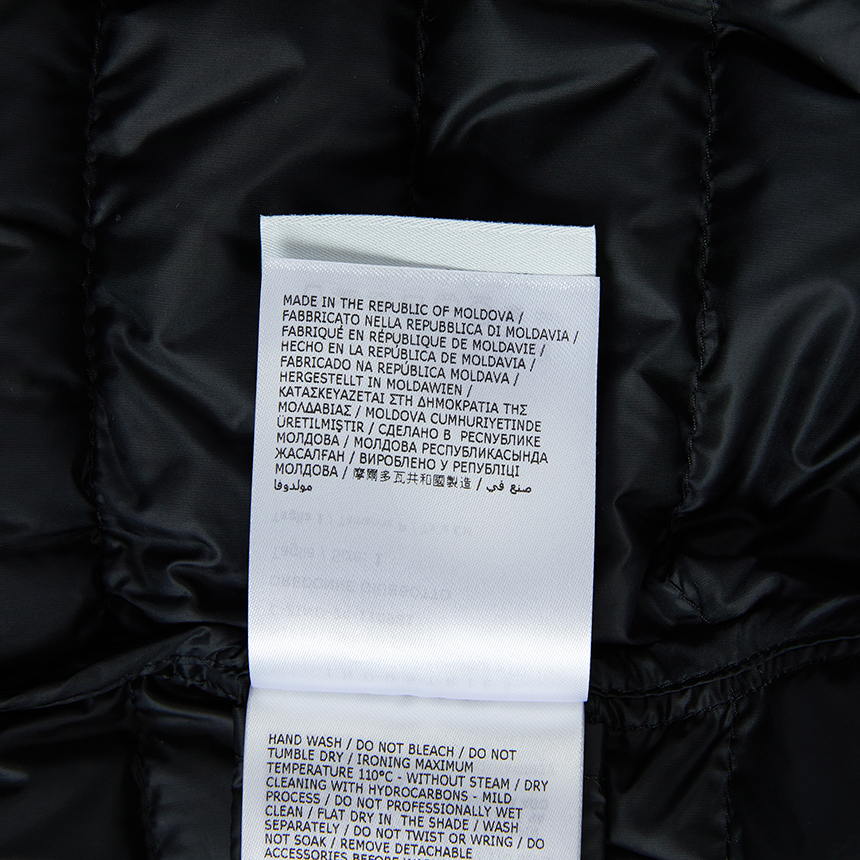 MADE IN THE REPUBLIC OF MOLDOVA /
FABBRICATO NELLA REPUBBLICA DI MOLDAVIA /
FABRIQUÉ EN RÉPUBLIQUE DE MOLDAVIE /
HECHO EN LA REPÚBLICA DE MOLDAVIA /
FABRICADO NA REPÚBLICA MOLDAVA /
HERGESTELLT IN MOLDAWIEN /
ΚΑΤΑΣΚΕΥΑΖΕΤΑΙ ΣΤΗ ΔΗΜΟΚΡΑΤΙΑ ΤΗΣ
ΜΟΛΔΑΒΙΑΣ / MOLDOVA CUMHURIYETINDE
ÜRETILMIŞTIR / СДЕЛАНО В РЕСПУБЛИКЕ
МОЛДОВА / МОЛДОВА РЕСПУБЛИКАСЫНДА
ЖАСАЛҒАН / ВИРОБЛЕНО У РЕПУБЛІЦІ
МОЛДОВА / 摩爾多瓦共和國製造 / صنع في
مولدوفا
HAND WASH / DO NOT BLEACH / DO NOT
TUMBLE DRY / IRONING MAXIMUM
TEMPERATURE 110°C - WITHOUT STEAM / DRY
CLEANING WITH HYDROCARBONS - MILD
PROCESS / DO NOT PROFESSIONALLY WET
CLEAN / FLAT DRY IN THE SHADE / WASH
SEPARATELY / DO NOT TWIST OR WRING / DO
NOT SOAK / REMOVE DETACHABLE
ACCESSORIES BEFORE